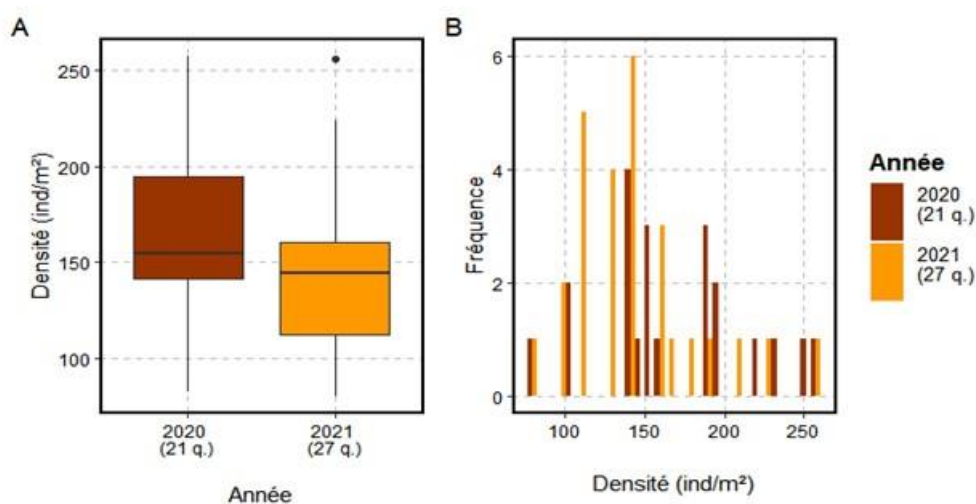 A
Densité (ind/m²)
250
200
150
100
2020
(21 q.)
2021
(27 q.)
Année
B
Fréquence
6
4
2
0
100
150
200
250
Densité (ind/m²)
Année
2020
(21 q.)
2021
(27 q.)